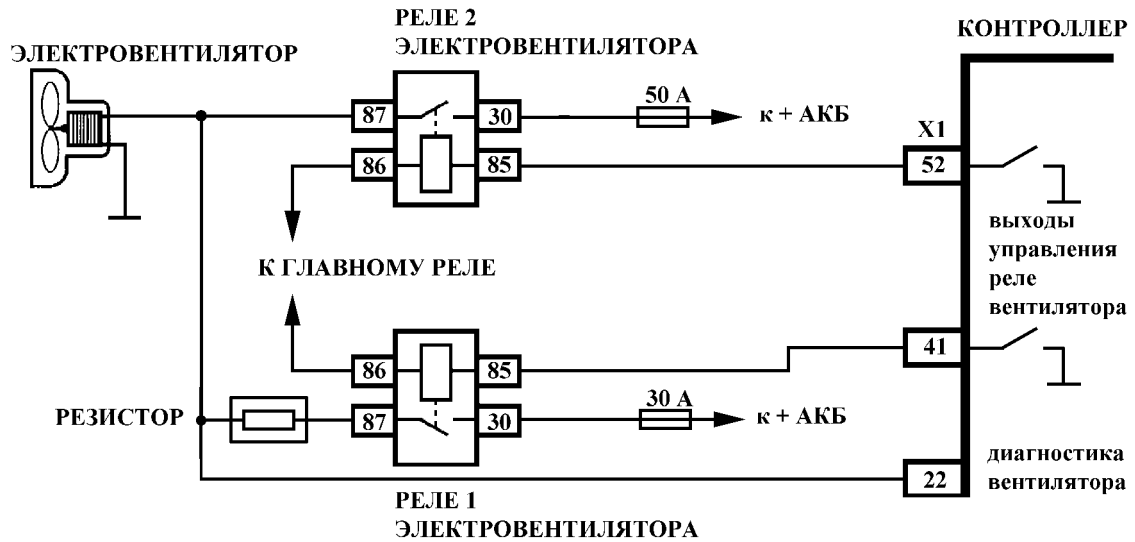 РЕЛЕ 2
ЭЛЕКТРОВЕНТИЛЯТОРА
КОНТРОЛЛЕР
ЭЛЕКТРОВЕНТИЛЯТОР
87
30
50 А
к + АКБ
X1
86
85
52
выходы
управления
реле
вентилятора
К ГЛАВНОМУ РЕЛЕ
86
85
41
РЕЗИСТОР
87
30
30 А
к + АКБ
22
диагностика
вентилятора
РЕЛЕ 1
ЭЛЕКТРОВЕНТИЛЯТОРА